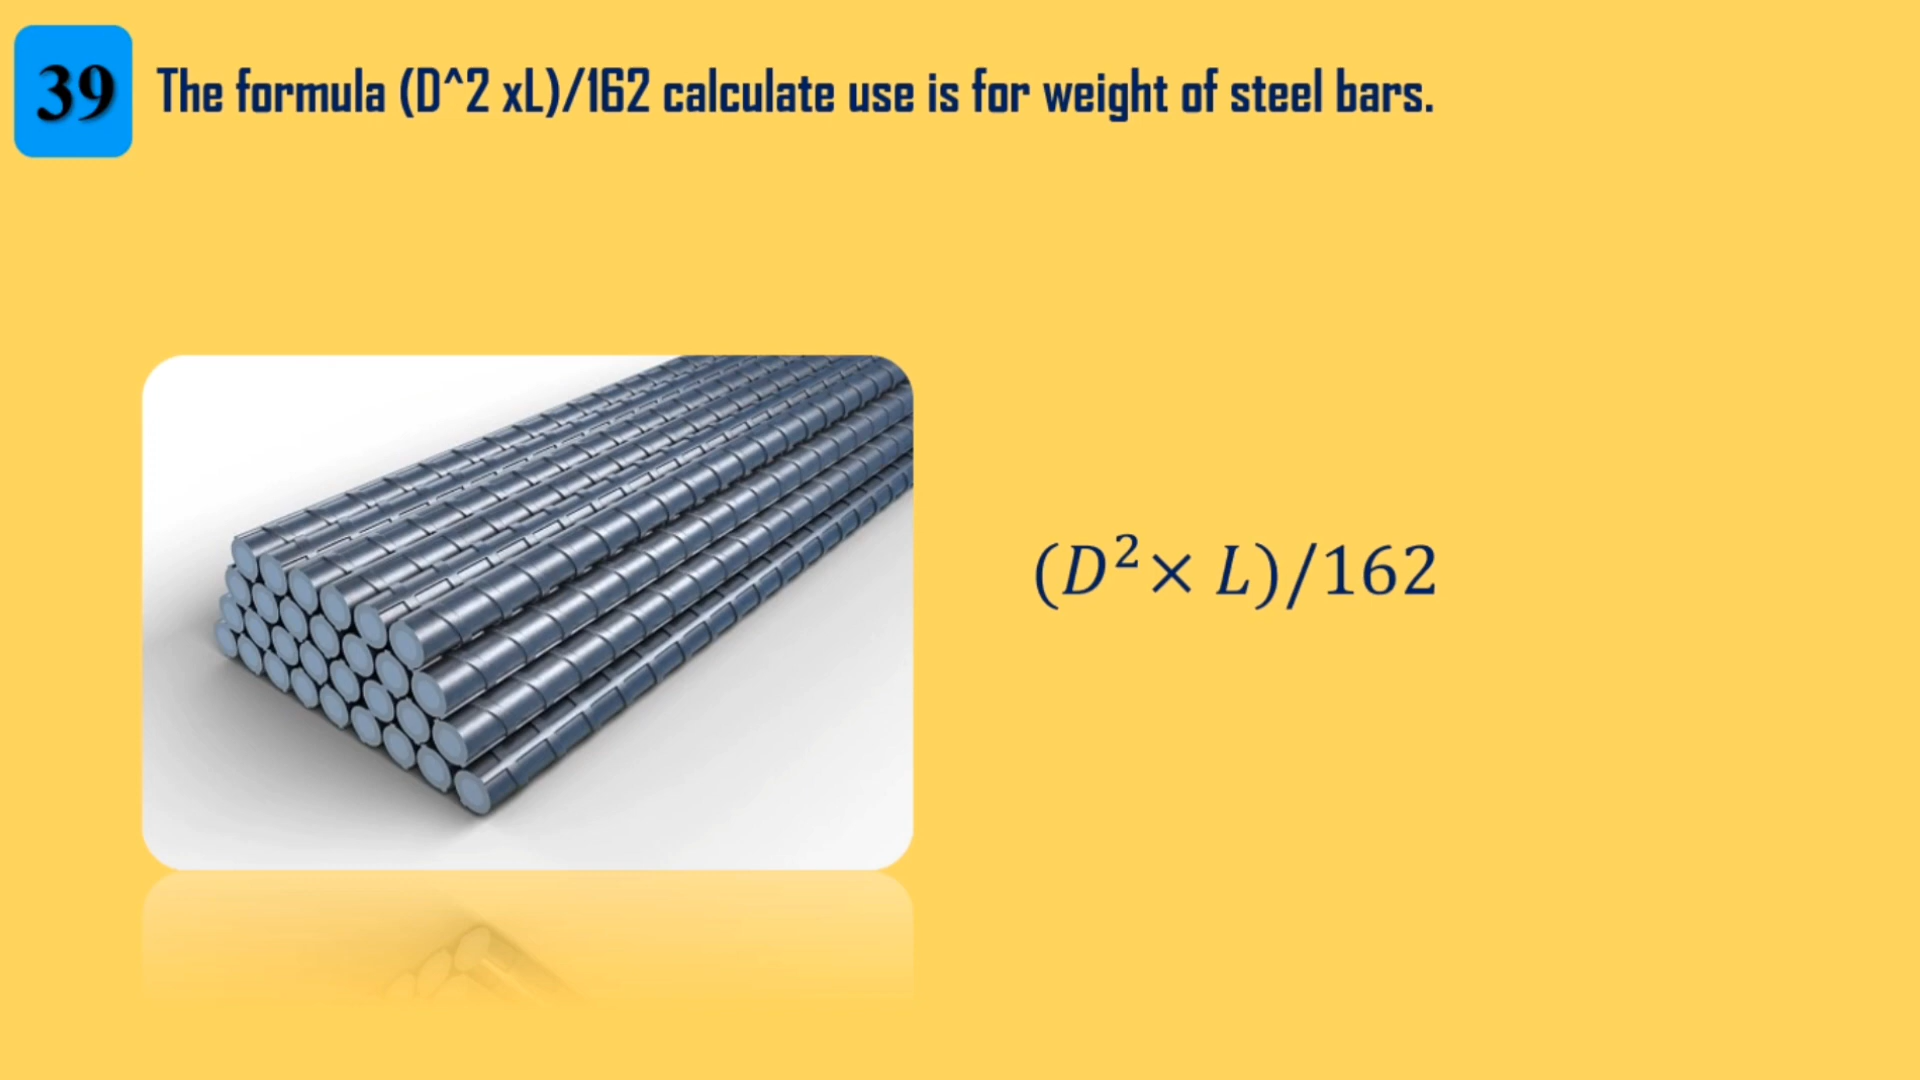 39
The formula (D^2 xL)/162 calculate use is for weight of steel bars.
(D²× L)/162